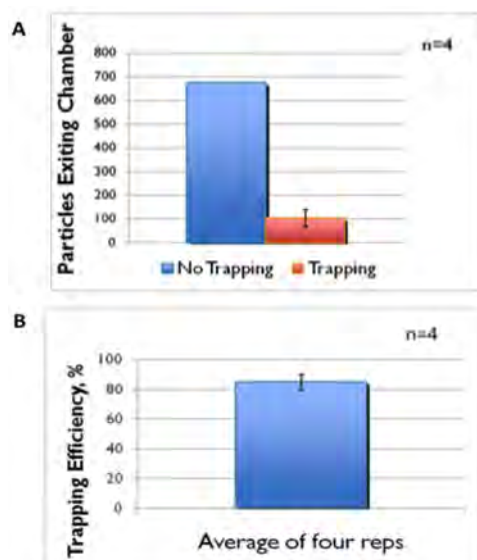 A
n=4
Particles Exiting Chamber
800
700
600
500
400
300
200
100
0
No Trapping Trapping
B
n=4
Trapping Efficiency, %
100
80
60
40
20
0
Average of four reps